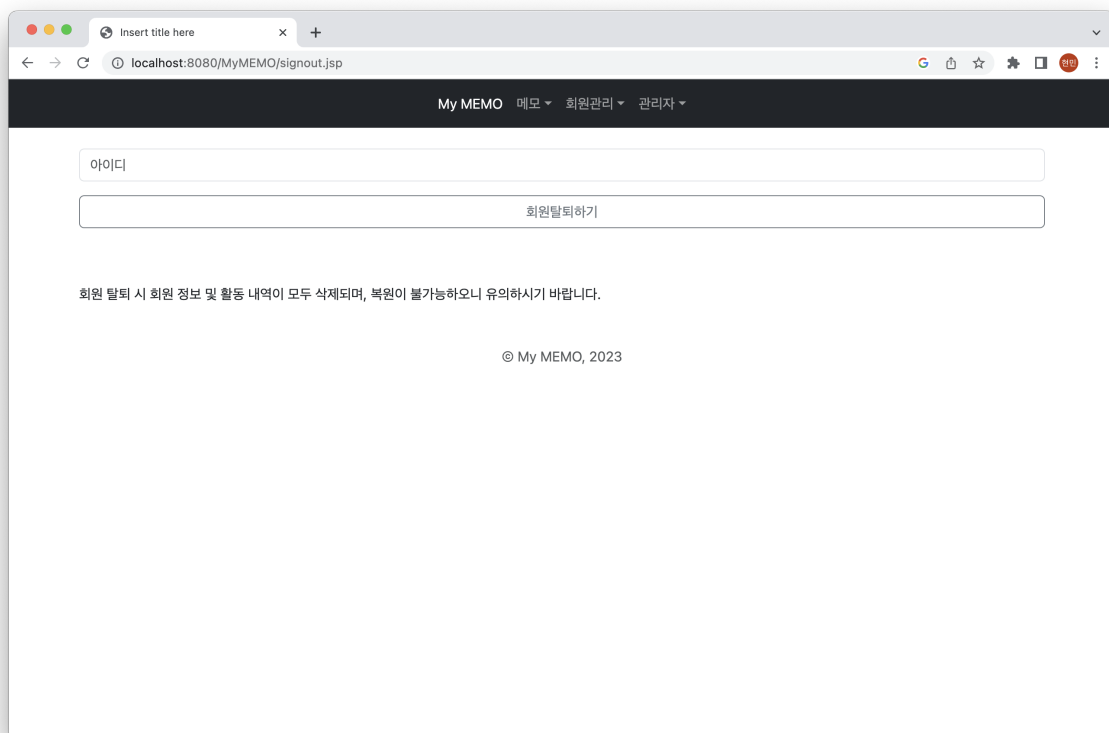 Insert title here
localhost:8080/MyMEMO/signout.jsp
현인
My MEMO 메모 회원관리 관리자
아이디
회원탈퇴하기
회원 탈퇴 시 회원 정보 및 활동 내역이 모두 삭제되며, 복원이 불가능하오니 유의하시기 바랍니다.
© My MEMO, 2023